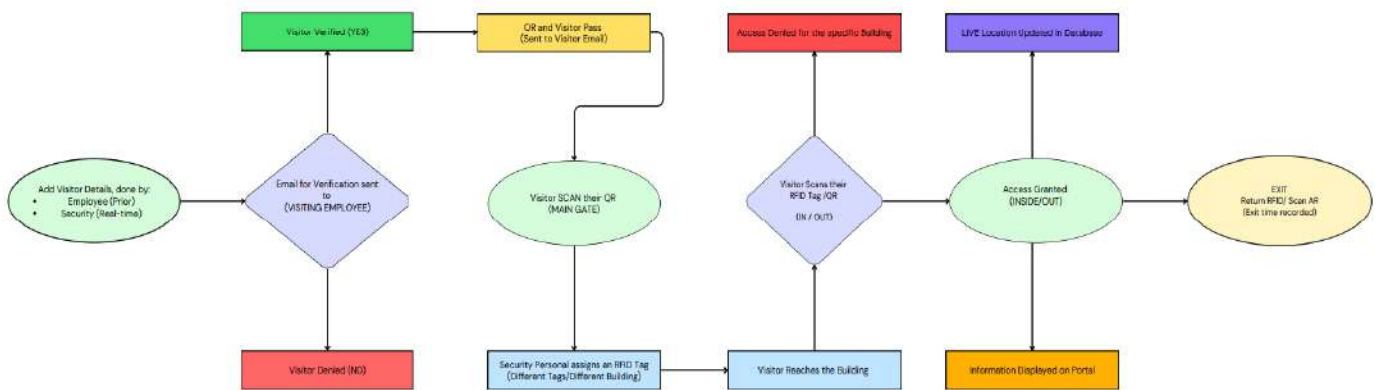 Visitor Verified (YES)
QR and Visitor Pass
(Sent to Visitor Email)
Access Denied for the specific Building
LIVE Location Updated in Database
Add Visitor Details, done by:
• Employee (Prior)
• Security (Real-time)
Email for Verification sent
to
(VISITING EMPLOYEE)
Visitor SCAN their QR
(MAIN GATE)
Visitor Scans their
RFID Tag /QR
(IN / OUT)
Access Granted
(INSIDE/OUT)
EXIT
Return RFID/ Scan AR
(Exit time recorded)
Visitor Denied (NO)
Security Personal assigns an RFID Tag
(Different Tags/Different Building)
Visitor Reaches the Building
Information Displayed on Portal